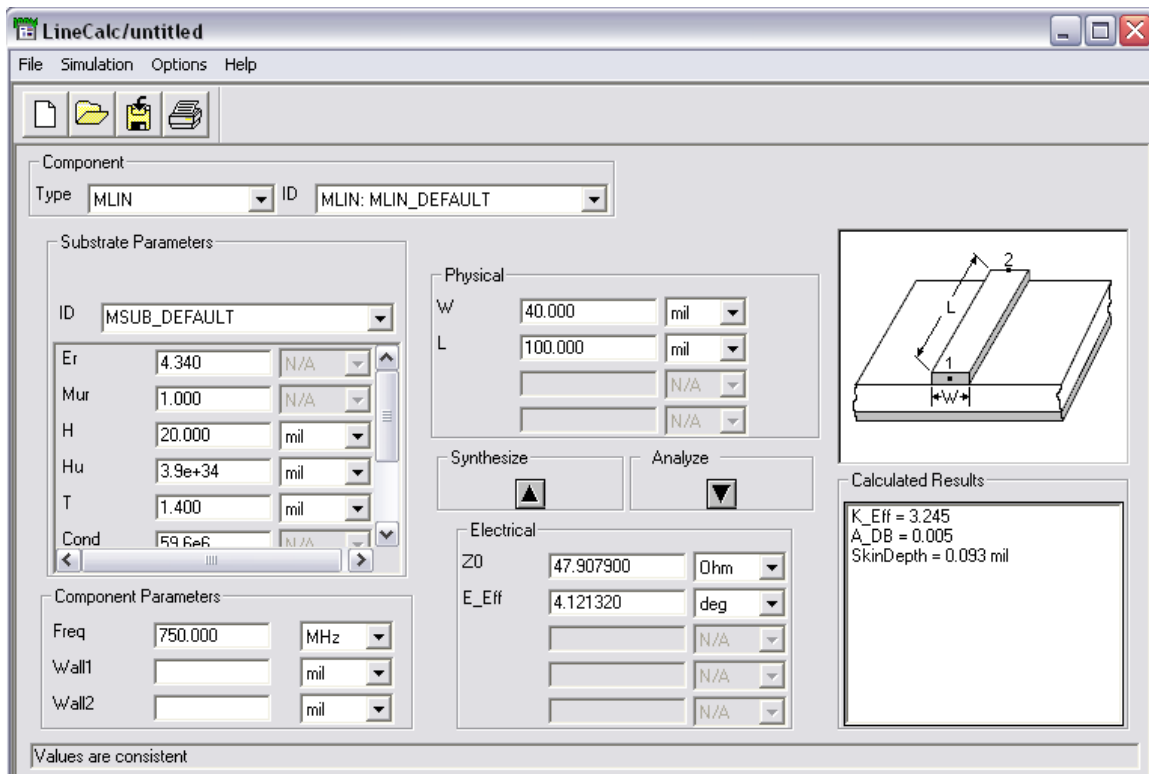 LineCalc/untitled
File Simulation Options Help
Component
Type MLIN ID MLIN: MLIN_DEFAULT
Substrate Parameters
ID MSUB_DEFAULT
Er 4.340 N/A
Mur 1.000 N/A
H 20.000 mil
Hu 3.9e+34 mil
T 1.400 mil
Cond 59.6e6 N/A
Component Parameters
Freq 750.000 MHz
Wall1 mil
Wall2 mil
Physical
W 40.000 mil
L 100.000 mil
N/A
N/A
Synthesize Analyze
Electrical
Z0 47.907900 Ohm
E_Eff 4.121320 deg
N/A
N/A
N/A
2
L
1
W
Calculated Results
K_Eff = 3.245
A_DB = 0.005
SkinDepth = 0.093 mil
Values are consistent